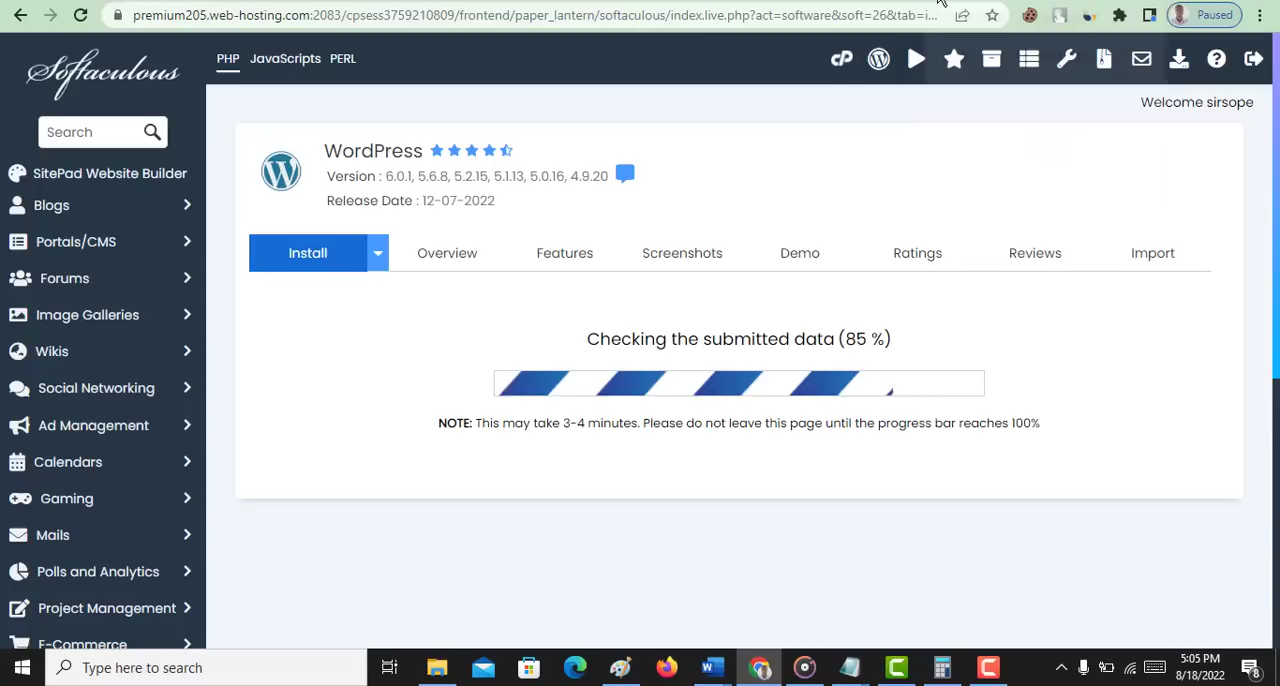 premium205.web-hosting.com:2083/cpsess3759210809/frontend/paper_lantern/softaculous/index.live.php?act=software&soft=26&tab=i...
Paused
Softaculous
PHP JavaScripts PERL
Welcome sirsope
Search
SitePad Website Builder
Blogs
Portals/CMS
Forums
Image Galleries
Wikis
Social Networking
Ad Management
Calendars
Gaming
Mails
Polls and Analytics
Project Management
E-Commerce
WordPress
Version : 6.0.1, 5.6.8, 5.2.15, 5.1.13, 5.0.16, 4.9.20
Release Date : 12-07-2022
Install Overview Features Screenshots Demo Ratings Reviews Import
Checking the submitted data (85 %)
NOTE: This may take 3-4 minutes. Please do not leave this page until the progress bar reaches 100%
Type here to search
5:05 PM
8/18/2022
8